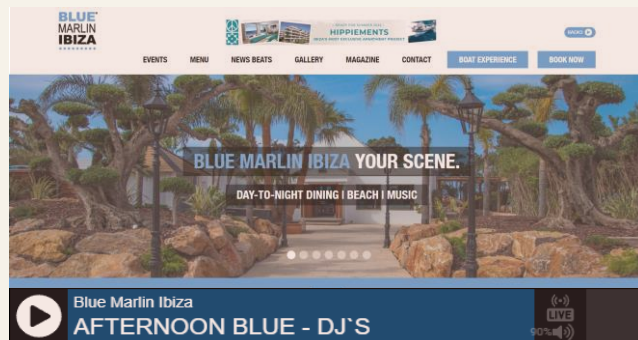 BLUE
MARLIN
IBIZA
HIPPIEMENTS
EVENTS
MENU
NEWS BEATS
GALLERY
MAGAZINE
CONTACT
BOAT EXPERIENCE
BOOK NOW
BLUE MARLIN IBIZA YOUR SCENE.
DAY-TO-NIGHT DINING | BEACH | MUSIC
Blue Marlin Ibiza
AFTERNOON BLUE - DJ`S
LIVE
90%